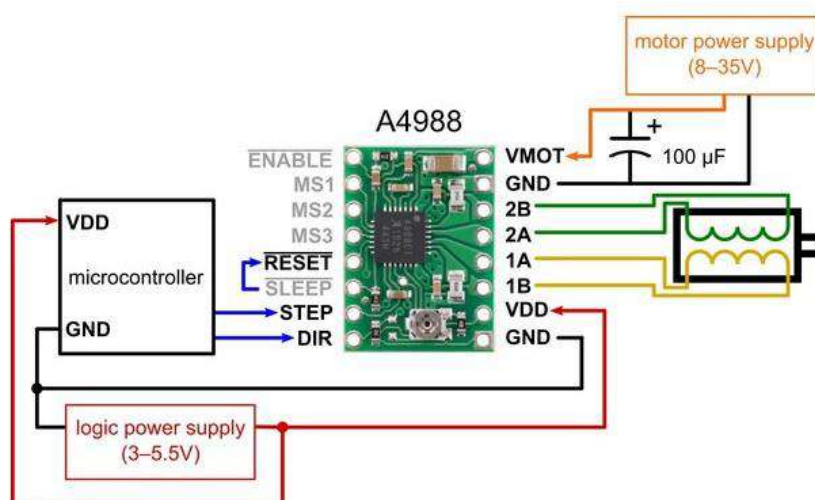 motor power supply
(8–35V)
A4988
+
100 µF
ENABLE
MS1
MS2
MS3
RESET
SLEEP
STEP
DIR
VMOT
GND
2B
2A
1A
1B
VDD
GND
VDD
microcontroller
GND
logic power supply
(3–5.5V)